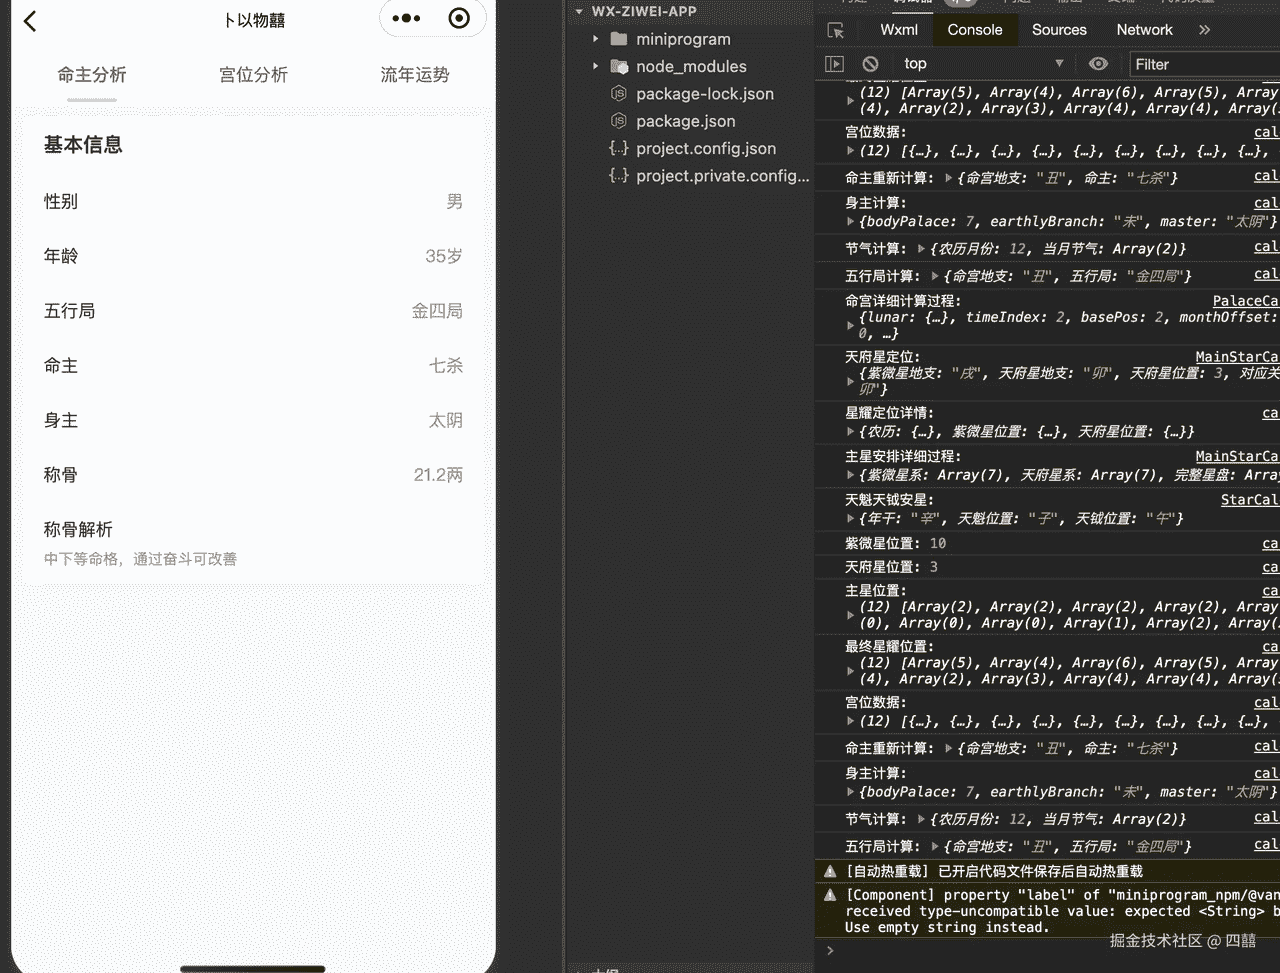 卜以物囍
命主分析
宫位分析
流年运势
基本信息
性别 男
年龄 35岁
五行局 金四局
命主 七杀
身主 太阴
称骨 21.2两
称骨解析
中下等命格，通过奋斗可改善
WX-ZIWEI-APP
miniprogram
node_modules
package-lock.json
package.json
project.config.json
project.private.config...
Wxml Console Sources Network
top Filter
(12) [Array(5), Array(4), Array(6), Array(5), Array
(4), Array(2), Array(3), Array(4), Array(4), Array(
宫位数据: cal
(12) [{…}, {…}, {…}, {…}, {…}, {…}, {…}, {…}, {…},
命主重新计算: {命宫地支: "丑", 命主: "七杀"} cal
身主计算: cal
{bodyPalace: 7, earthlyBranch: "未", master: "太阴"}
节气计算: {农历月份: 12, 当月节气: Array(2)} cal
五行局计算: {命宫地支: "丑", 五行局: "金四局"} cal
命宫详细计算过程: PalaceCa
{lunar: {…}, timeIndex: 2, basePos: 2, monthOffset:
0, …}
天府星定位: MainStarCa
{紫微星地支: "戌", 天府星地支: "卯", 天府星位置: 3, 对应关
卯"}
星耀定位详情: ca
{农历: {…}, 紫微星位置: {…}, 天府星位置: {…}}
主星安排详细过程: MainStarCa
{紫微星系: Array(7), 天府星系: Array(7), 完整星盘: Arra
天魁天钺安星: StarCal
{年干: "辛", 天魁位置: "子", 天钺位置: "午"}
紫微星位置: 10 ca
天府星位置: 3 ca
主星位置: ca
(12) [Array(2), Array(2), Array(2), Array(2), Array
(0), Array(0), Array(0), Array(1), Array(2), Array(
最终星耀位置: ca
(12) [Array(5), Array(4), Array(6), Array(5), Array
(4), Array(2), Array(3), Array(4), Array(4), Array(
宫位数据: cal
(12) [{…}, {…}, {…}, {…}, {…}, {…}, {…}, {…}, {…},
命主重新计算: {命宫地支: "丑", 命主: "七杀"} cal
身主计算: cal
{bodyPalace: 7, earthlyBranch: "未", master: "太阴"}
节气计算: {农历月份: 12, 当月节气: Array(2)} cal
五行局计算: {命宫地支: "丑", 五行局: "金四局"} cal
[自动热重载] 已开启代码文件保存后自动热重载
[Component] property "label" of "miniprogram_npm/@van
received type-uncompatible value: expected <String> b
Use empty string instead.
掘金技术社区 @ 四囍